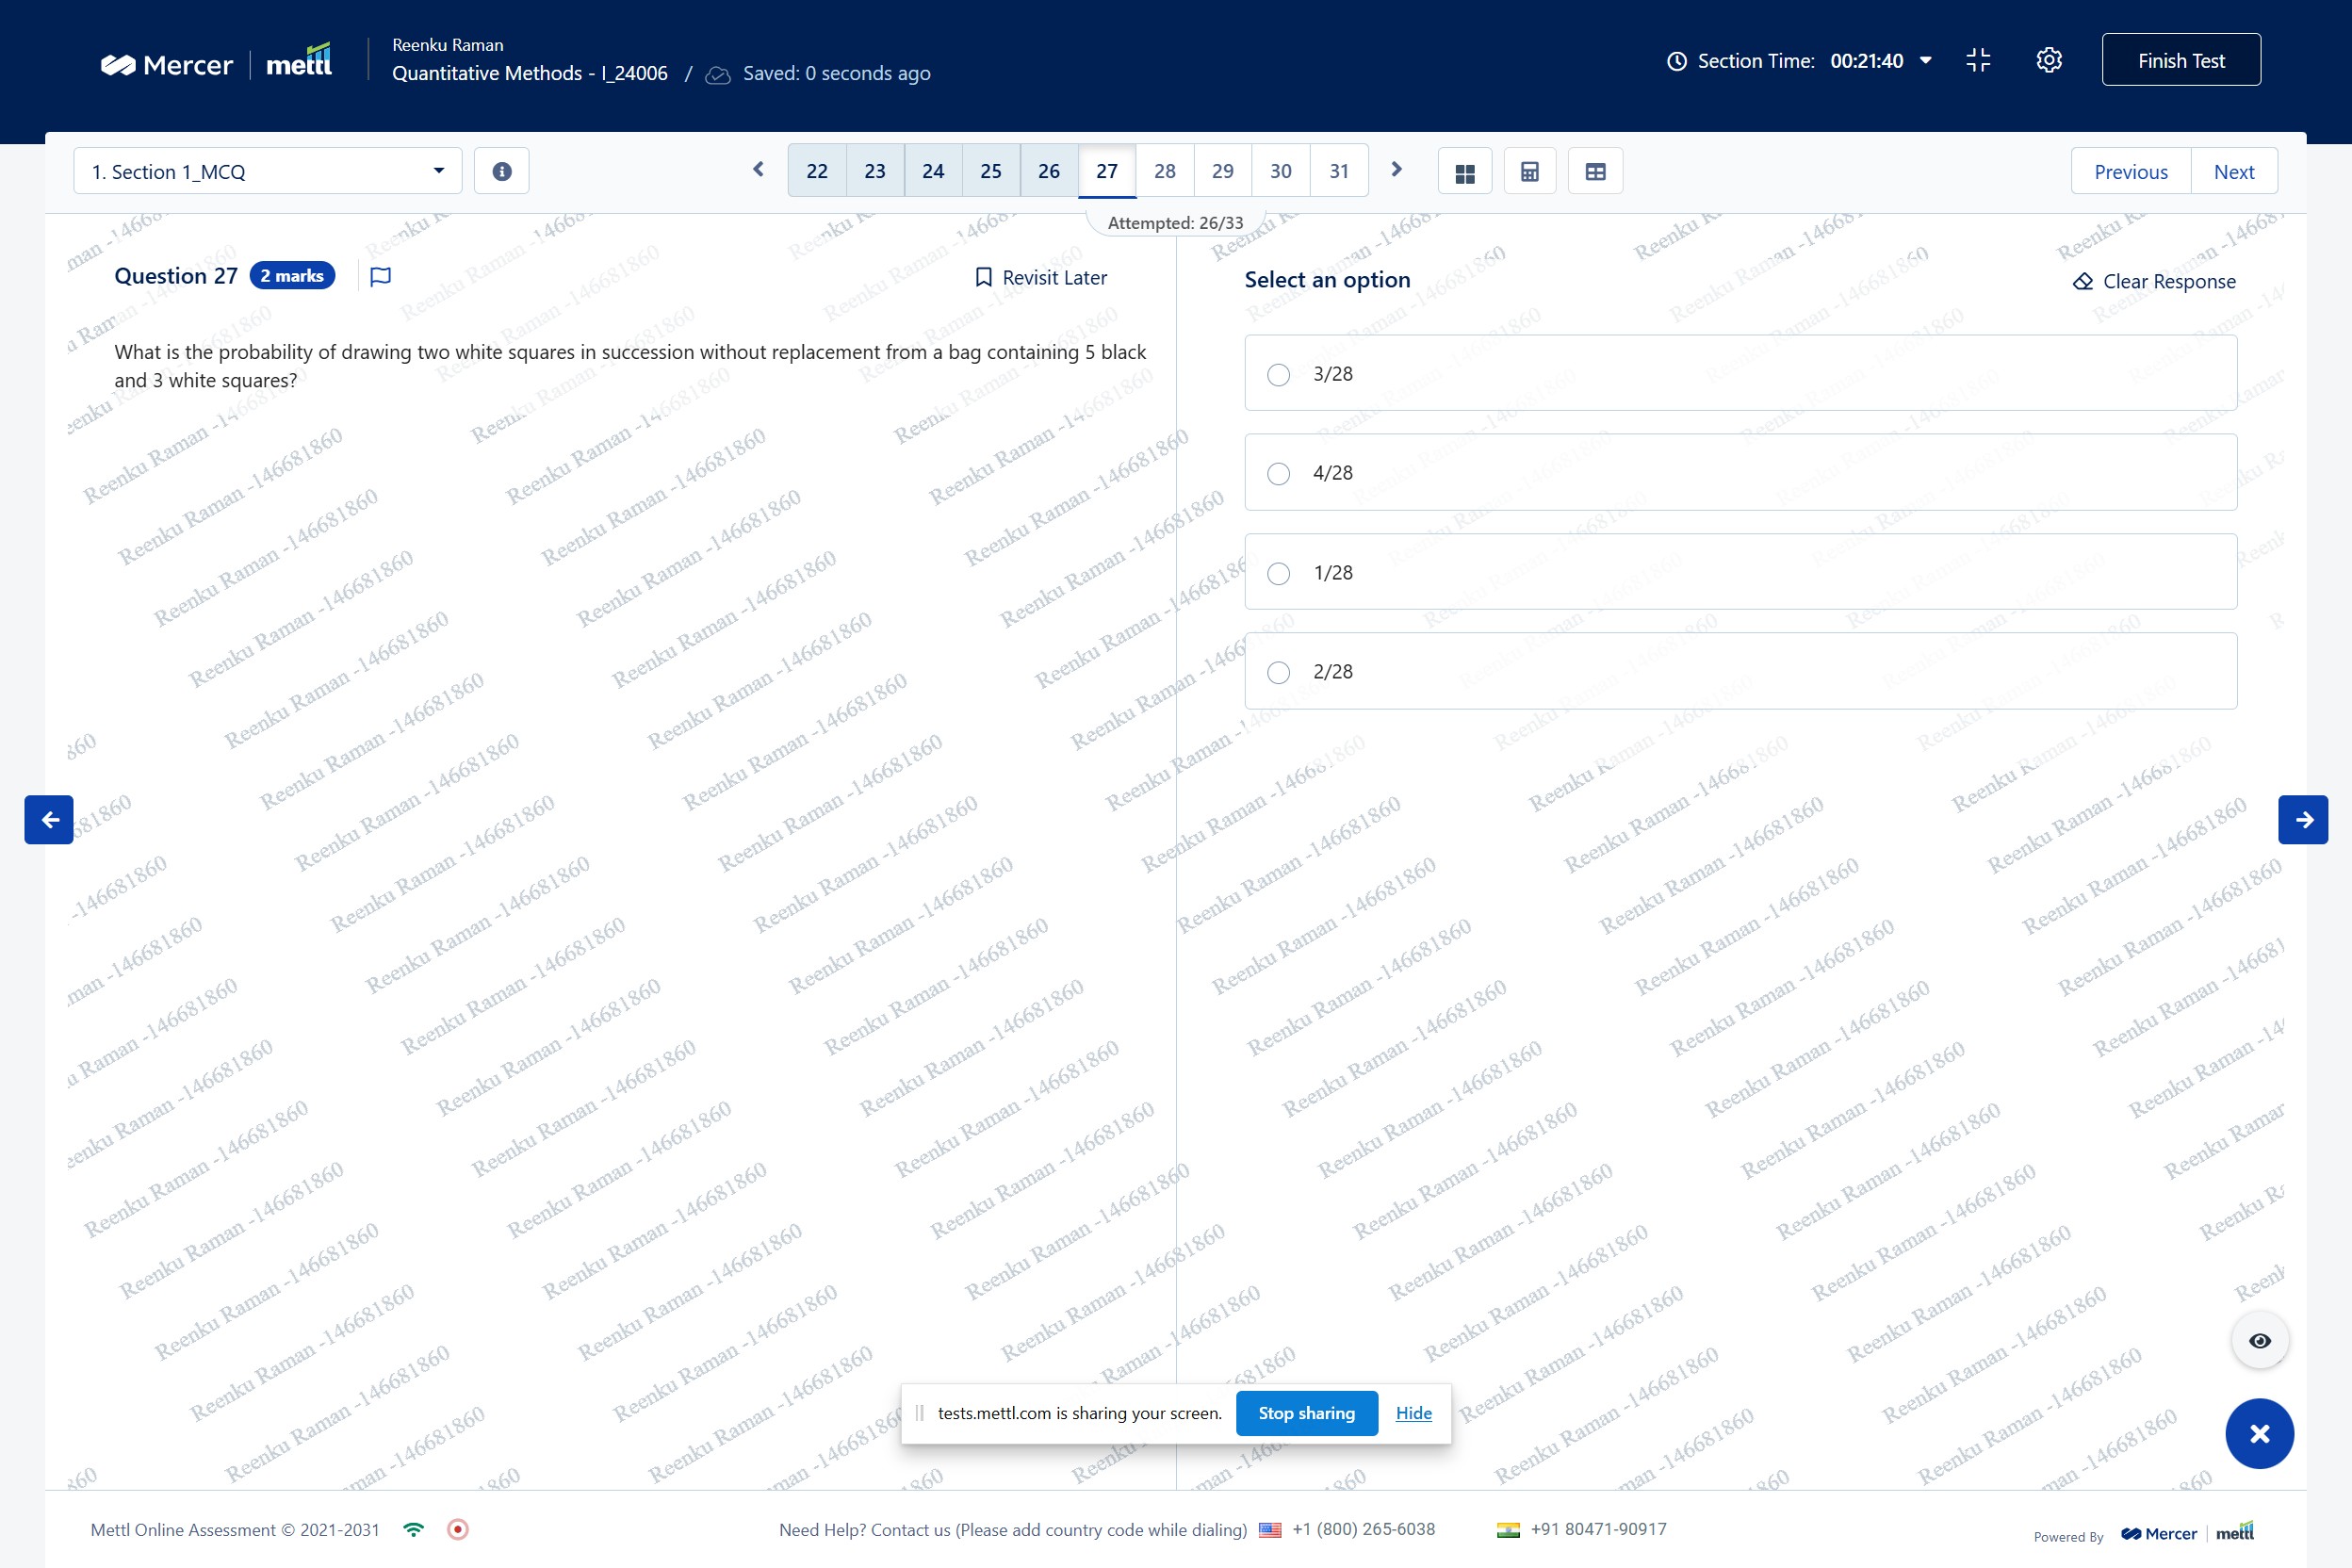 Mercer | mettl
Reenku Raman
Quantitative Methods - I_24006 / Saved: 0 seconds ago
Section Time: 00:21:40
Finish Test
1. Section 1_MCQ
22 23 24 25 26 27 28 29 30 31
Previous Next
Attempted: 26/33
Question 27 2 marks
Revisit Later
What is the probability of drawing two white squares in succession without replacement from a bag containing 5 black
and 3 white squares?
Select an option
Clear Response
3/28
4/28
1/28
2/28
Reenku Raman -146681860
tests.mettl.com is sharing your screen. Stop sharing Hide
Mettl Online Assessment © 2021-2031
Need Help? Contact us (Please add country code while dialing) +1 (800) 265-6038 +91 80471-90917
Powered By Mercer | mettl